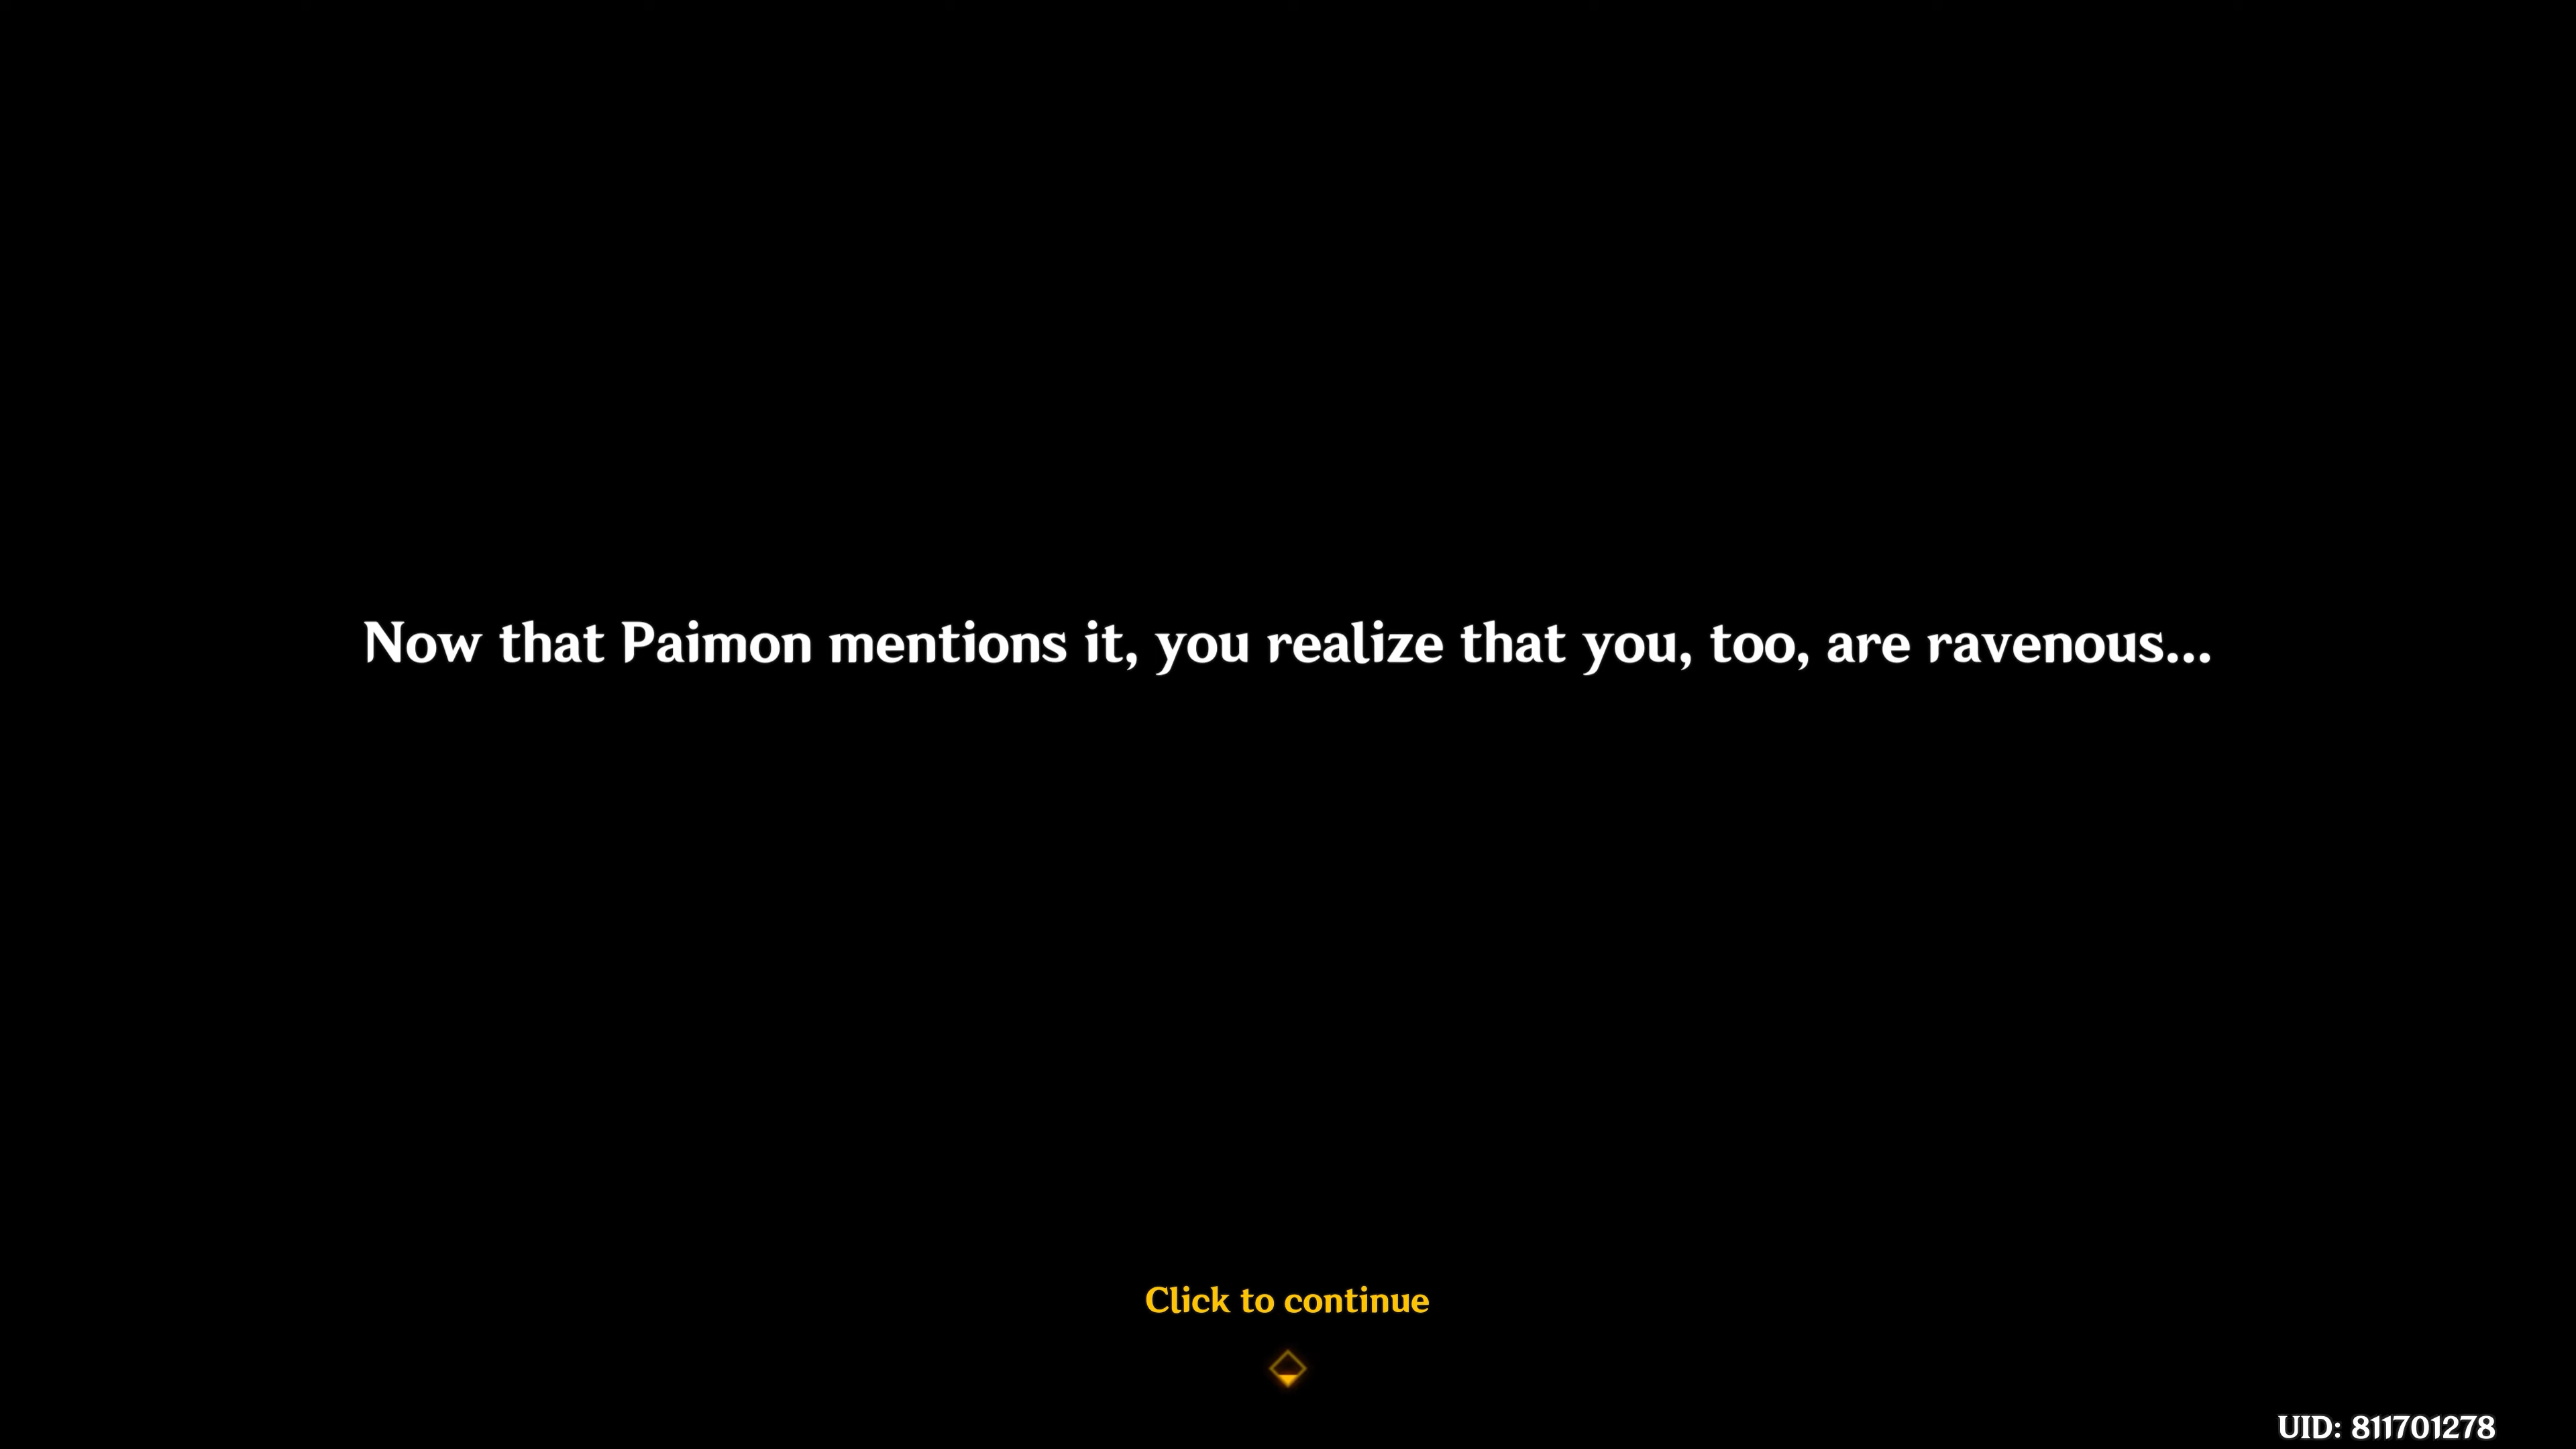 Now that Paimon mentions it, you realize that you, too, are ravenous...
Click to continue
UID: 811701278